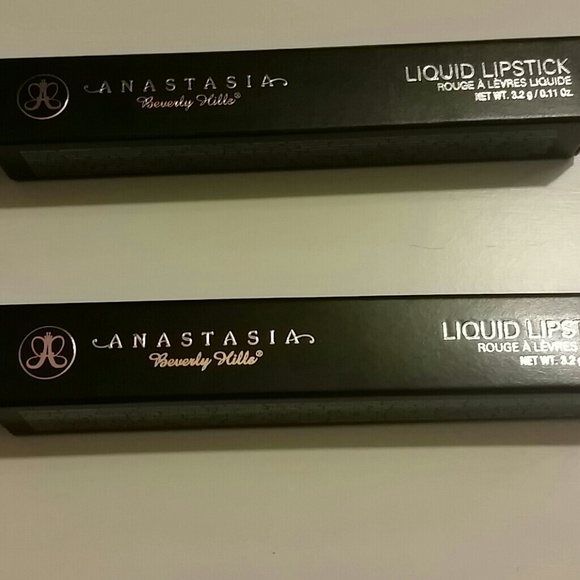 ANASTASIA
Beverly Hills®
LIQUID LIPSTICK
ROUGE À LÈVRES LIQUIDE
NET WT. 3.2 g / 0.11 Oz.
ANASTASIA
Beverly Hills®
LIQUID LIPST
ROUGE À LÈVRES
NET WT. 3.2 g